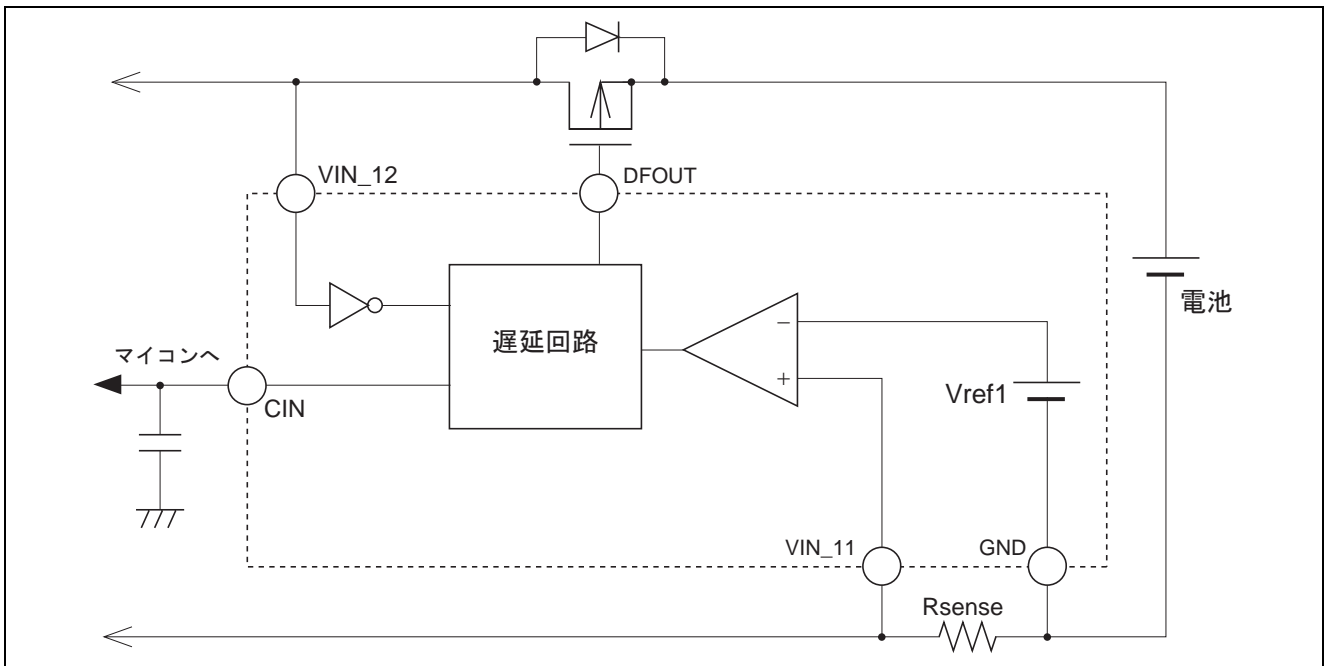 VIN_12
DFOUT
電池
遅延回路
−
+
マイコンへ
CIN
Vref1
VIN_11
GND
Rsense